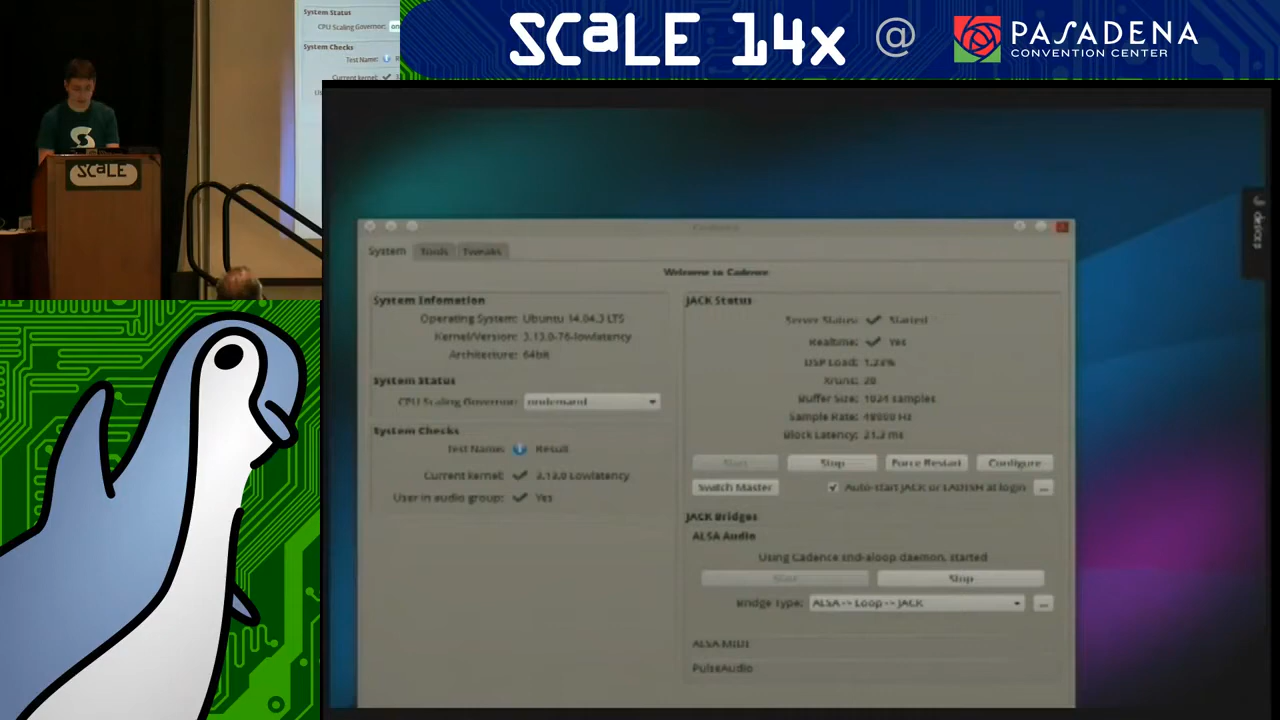 SCaLE 14x @ PASADENA
CONVENTION CENTER
System Status
CPU Scaling Governor:
System Checks
Test Name:
Current kernel:
SCALE
System Tools Tweaks
Welcome to Cadence
System Infomation
Operating System: Ubuntu 14.04.3 LTS
Kernel/Version: 3.13.0-76-lowlatency
Architecture: 64bit
System Status
CPU Scaling Governor: ondemand
System Checks
Test Name: Result
Current kernel: 3.13.0 Lowlatency
User in audio group: Yes
JACK Status
Server Status: Started
Realtime: Yes
DSP Load: 1.23%
Xruns: 20
Buffer Size: 1024 samples
Sample Rate: 48000 Hz
Block Latency: 21.3 ms
Start Stop Force Restart Configure
Switch Master Auto-start JACK or LADISH at login ...
JACK Bridges
ALSA Audio
Using Cadence snd-aloop daemon, started
Start Stop
Bridge Type: ALSA -> Loop -> JACK ...
ALSA MIDI
PulseAudio